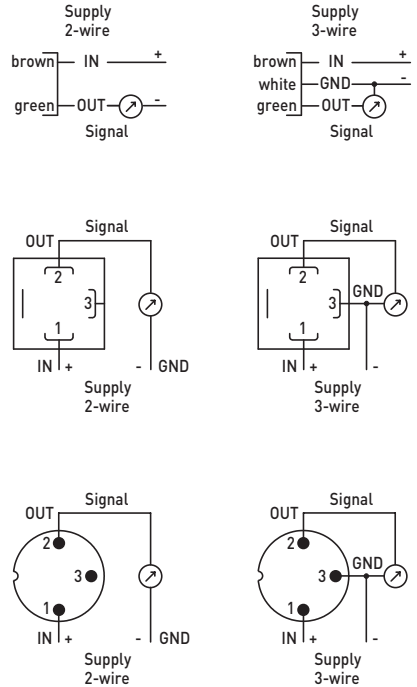 Supply
2-wire
brown IN +
green OUT -
Signal
Supply
3-wire
brown IN +
white GND -
green OUT
Signal
Signal
OUT
2
3
1
IN + - GND
Supply
2-wire
Signal
OUT
2
GND
3
1
IN + -
Supply
3-wire
Signal
OUT
2
3
1
IN + - GND
Supply
2-wire
Signal
OUT
2
GND
3
1
IN + -
Supply
3-wire